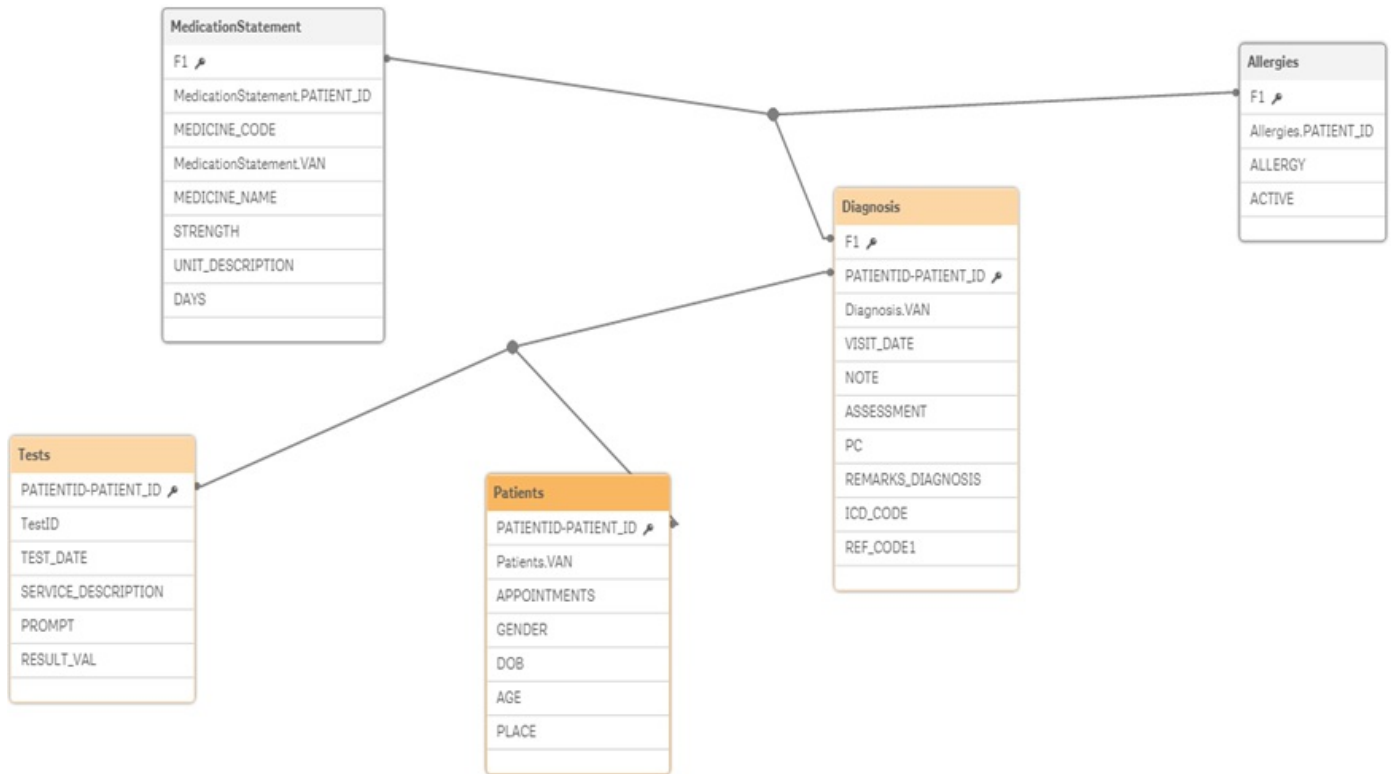 MedicationStatement
F1
MedicationStatement.PATIENT_ID
MEDICINE_CODE
MedicationStatement.VAN
MEDICINE_NAME
STRENGTH
UNIT_DESCRIPTION
DAYS
Allergies
F1
Allergies.PATIENT_ID
ALLERGY
ACTIVE
Diagnosis
F1
PATIENTID-PATIENT_ID
Diagnosis.VAN
VISIT_DATE
NOTE
ASSESSMENT
PC
REMARKS_DIAGNOSIS
ICD_CODE
REF_CODE1
Tests
PATIENTID-PATIENT_ID
TestID
TEST_DATE
SERVICE_DESCRIPTION
PROMPT
RESULT_VAL
Patients
PATIENTID-PATIENT_ID
Patients.VAN
APPOINTMENTS
GENDER
DOB
AGE
PLACE